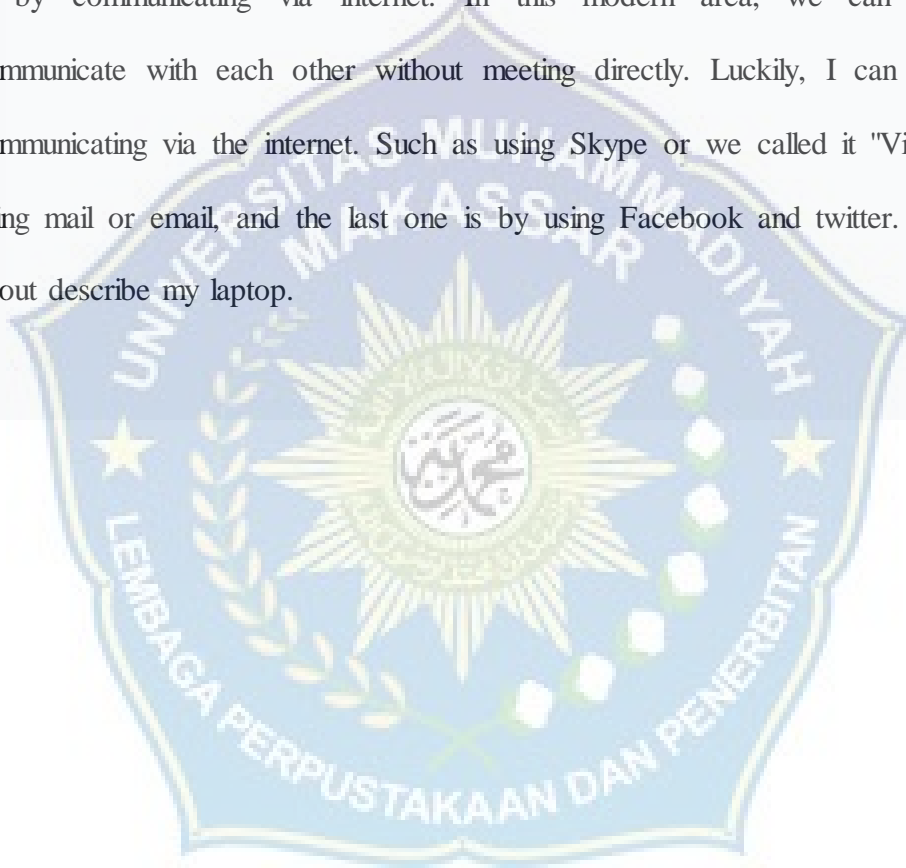 by communicating via internet. In this modern area, we can
mmunicate with each other without meeting directly. Luckily, I can
mmunicating via the internet. Such as using Skype or we called it "Vi
ing mail or email, and the last one is by using Facebook and twitter.
out describe my laptop.
UNIVERSITAS MUHAMMADIYAH
MAKASSAR
محمد
LEMBAGA PERPUSTAKAAN DAN PENERBITAN